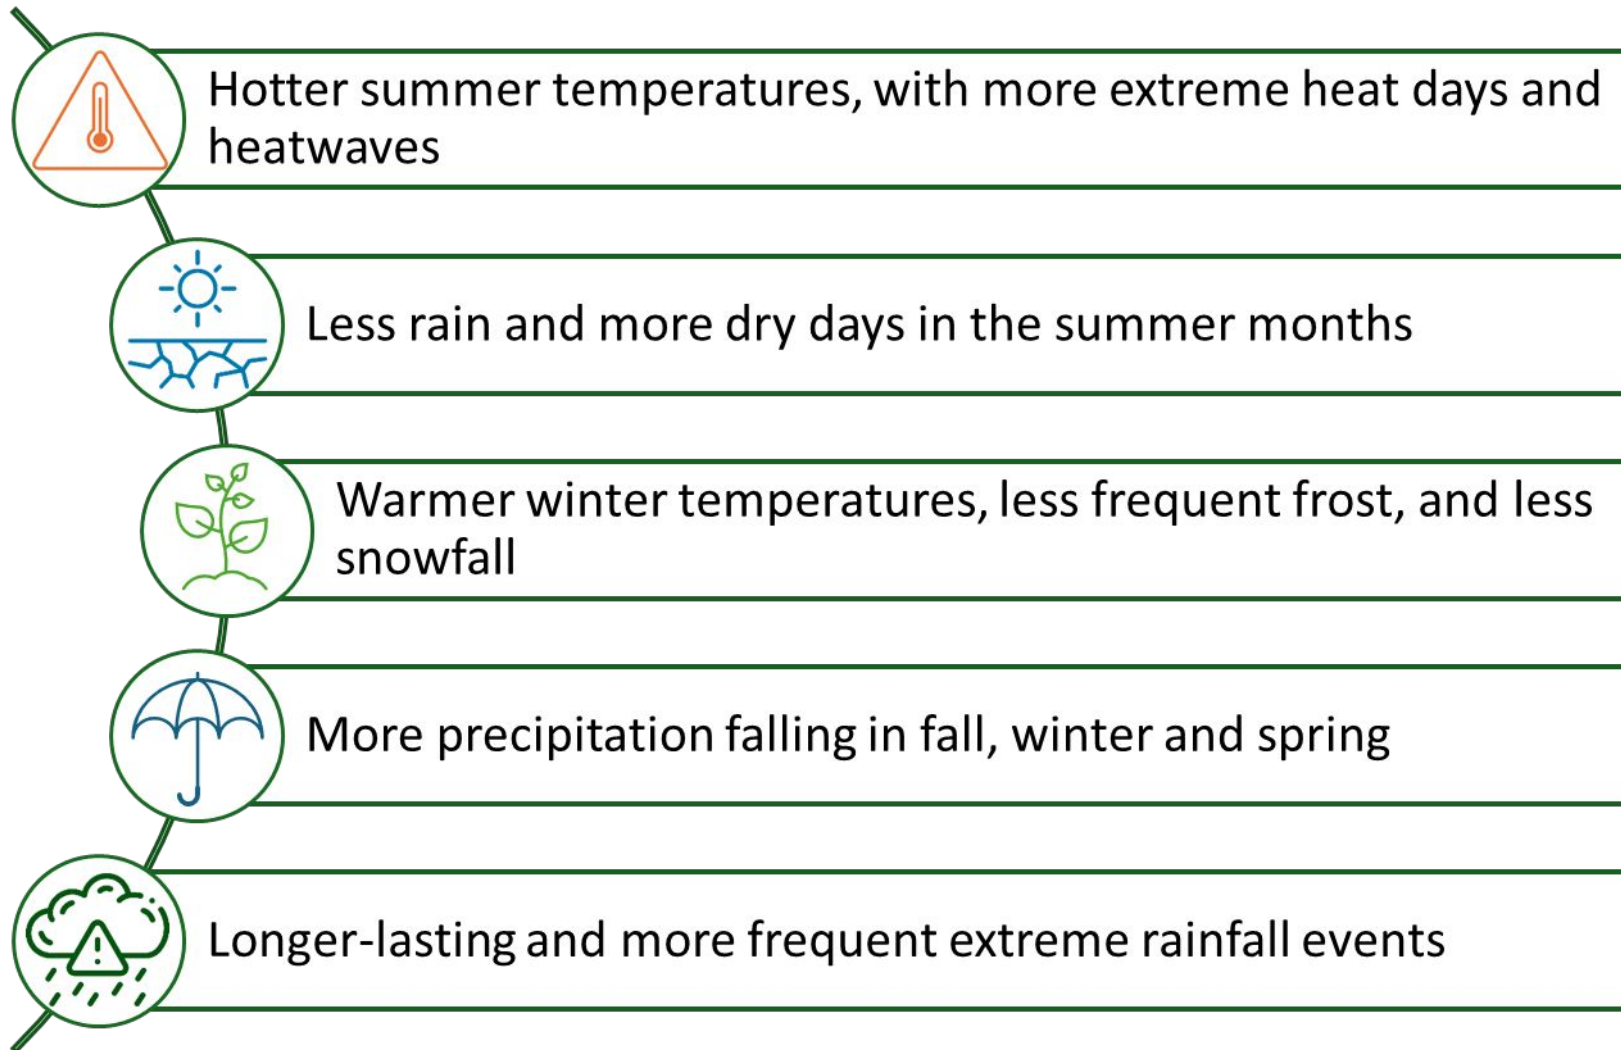 Hotter summer temperatures, with more extreme heat days and
heatwaves
Less rain and more dry days in the summer months
Warmer winter temperatures, less frequent frost, and less
snowfall
More precipitation falling in fall, winter and spring
Longer-lasting and more frequent extreme rainfall events